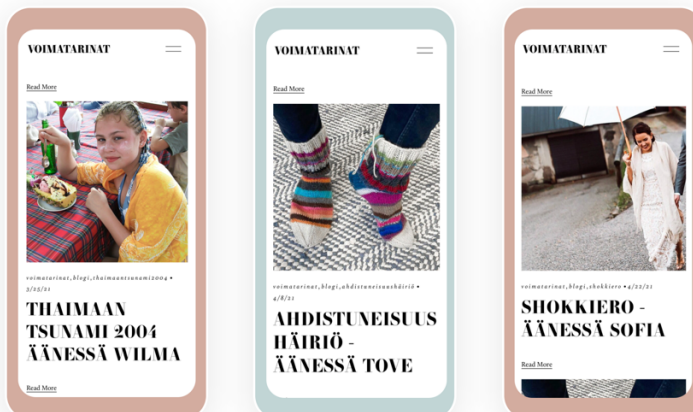 VOIMATARINAT
Read More
voimatarinat,blogi,thaimaantsunami2004 •
3/25/21
THAIMAAN
TSUNAMI 2004
ÄÄNESSÄ WILMA
Read More
VOIMATARINAT
Read More
voimatarinat,blogi,ahdistuneisuushäiriö •
4/8/21
AHDISTUNEISUUS
HÄIRIÖ -
ÄÄNESSÄ TOVE
VOIMATARINAT
Read More
voimatarinat,blogi,shokkiero • 4/22/21
SHOKKIERO -
ÄÄNESSÄ SOFIA
Read More